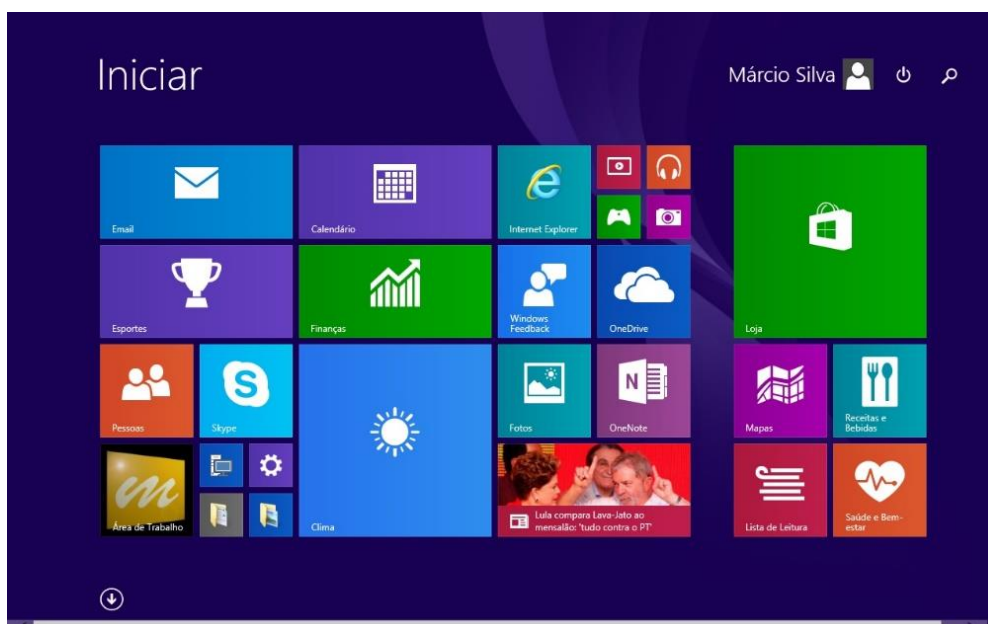 Iniciar
Márcio Silva
Email
Calendário
Internet Explorer
Esportes
Finanças
Windows
Feedback
OneDrive
Loja
Pessoas
Skype
Clima
Fotos
N
OneNote
Mapas
Receitas e
Bebidas
Área de Trabalho
Lula compara Lava-Jato ao
mensalão: 'tudo contra o PT'
Lista de Leitura
Saúde e Bem-
estar